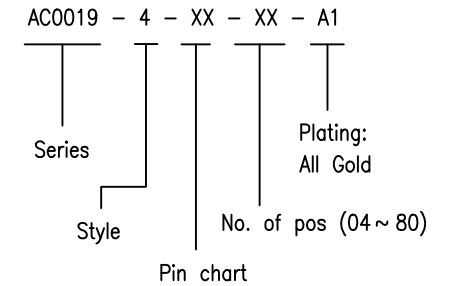 AC0019 - 4 - XX - XX - A1
Plating:
All Gold
Series
No. of pos (04~80)
Style
Pin chart